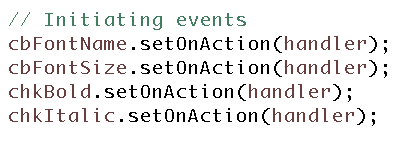 // Initiating events
cbFontName.setOnAction(handler);
cbFontSize.setOnAction(handler);
chkBold.setOnAction(handler);
chkItalic.setOnAction(handler);